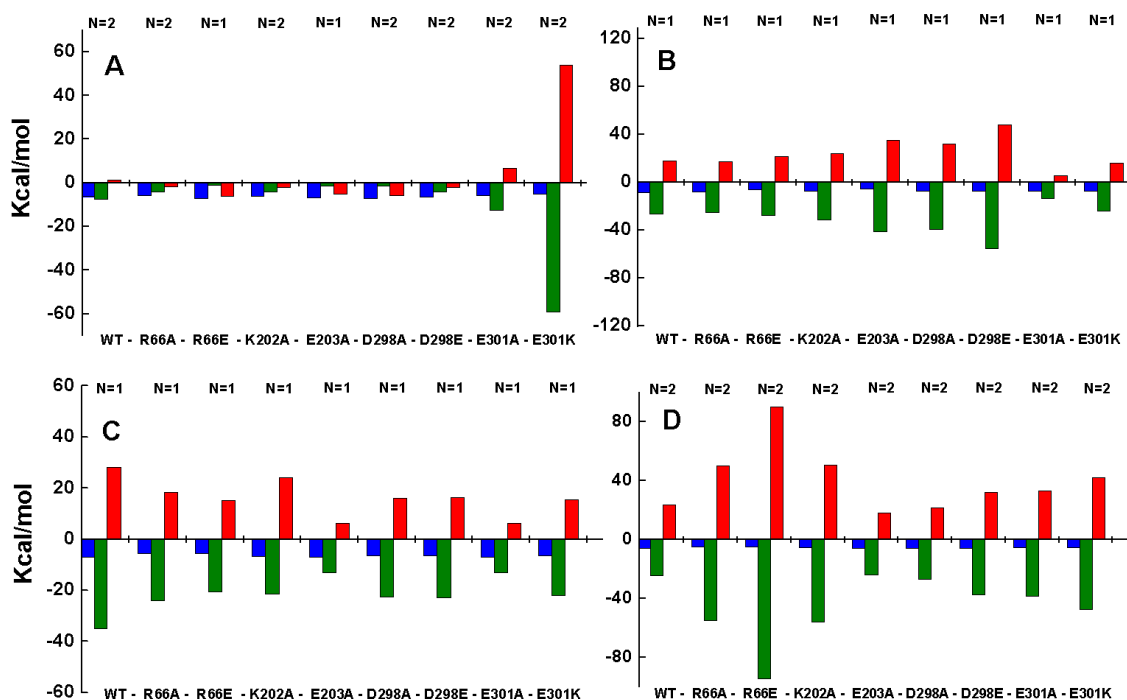 N=2 N=2 N=1 N=2 N=2 N=2 N=2 N=2 N=2
A
Kcal/mol
60
40
20
0
-20
-40
-60
WT - R66A - R66E - K202A - E203A - D298A - D298E - E301A - E301K
N=1 N=1 N=1 N=1 N=1 N=1 N=1 N=1 N=1
B
120
80
40
0
-40
-80
-120
WT - R66A - R66E - K202A - E203A - D298A - D298E - E301A - E301K
N=1 N=1 N=1 N=1 N=1 N=1 N=1 N=1 N=1
C
Kcal/mol
60
40
20
0
-20
-40
-60
WT - R66A - R66E - K202A - E203A - D298A - D298E - E301A - E301K
N=2 N=2 N=2 N=2 N=2 N=2 N=2 N=2 N=2
D
80
40
0
-40
-80
WT - R66A - R66E - K202A - E203A - D298A - D298E - E301A - E301K